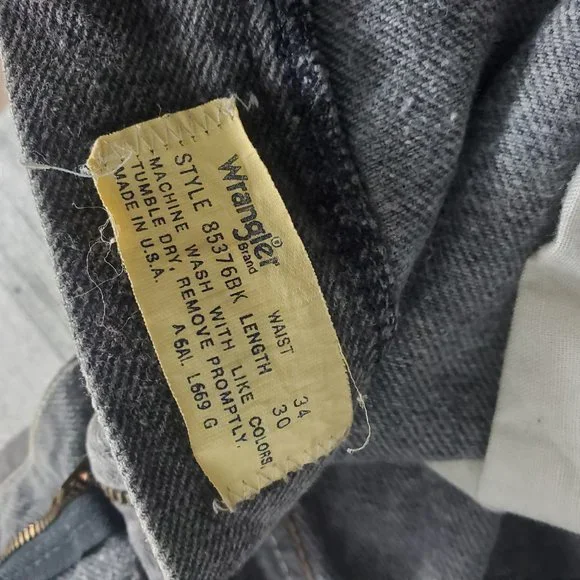 Wrangler®
Brand
WAIST 34
STYLE 85376BK LENGTH 30
MACHINE WASH WITH LIKE COLORS,
TUMBLE DRY, REMOVE PROMPTLY.
MADE IN U.S.A. A 6AI. L669 G